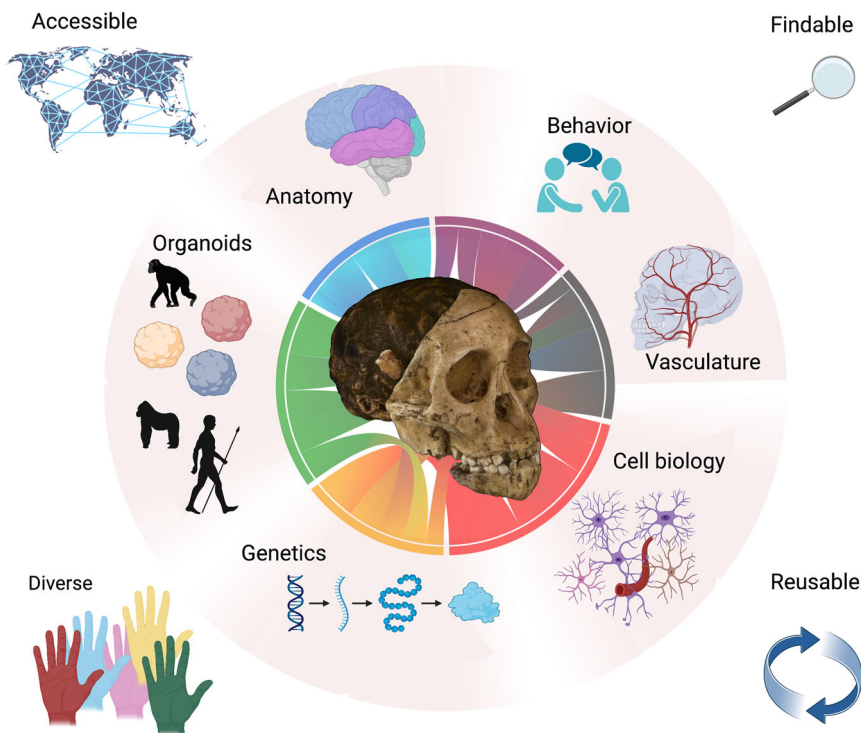 Accessible
Findable
Behavior
Anatomy
Organoids
Vasculature
Cell biology
Genetics
Diverse
Reusable